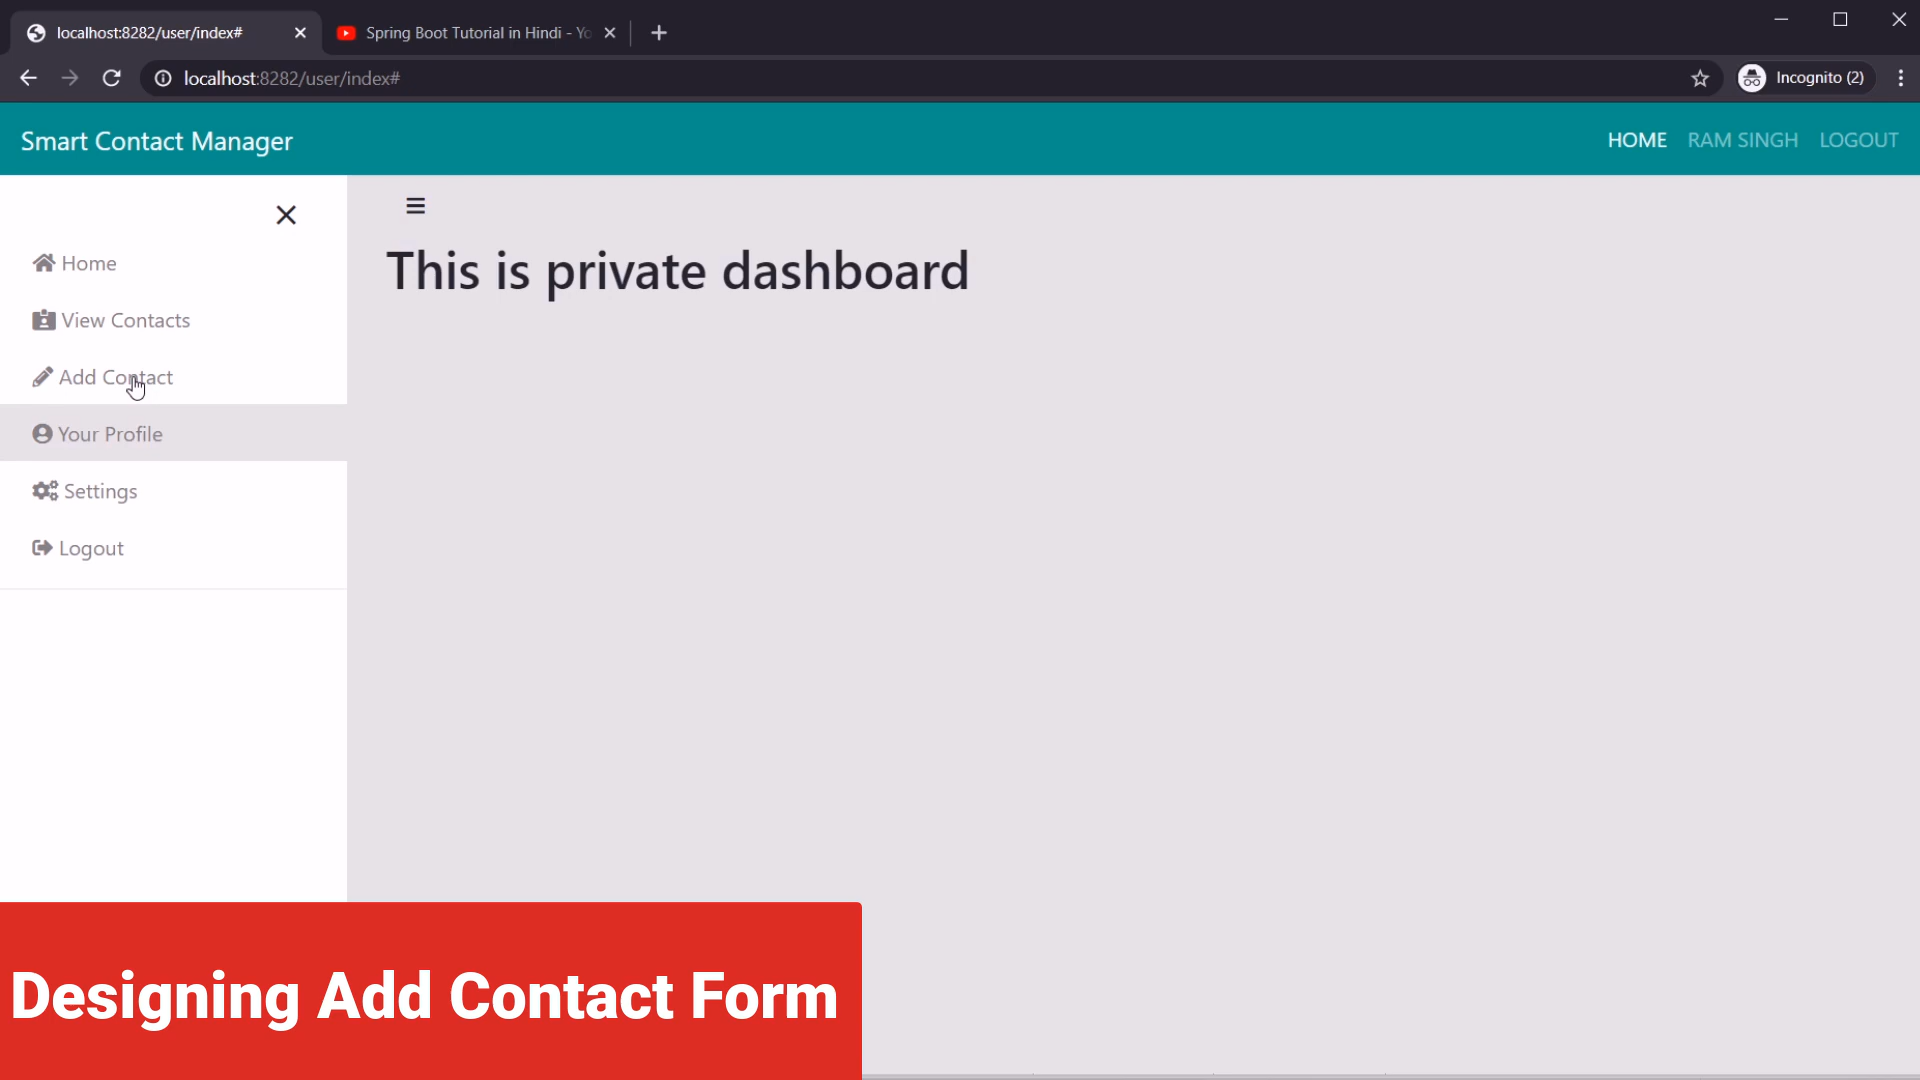 localhost:8282/user/index#
Spring Boot Tutorial in Hindi - Yo
localhost:8282/user/index#
Incognito (2)
Smart Contact Manager
HOME RAM SINGH LOGOUT
Home
View Contacts
Add Contact
Your Profile
Settings
Logout
This is private dashboard
Designing Add Contact Form